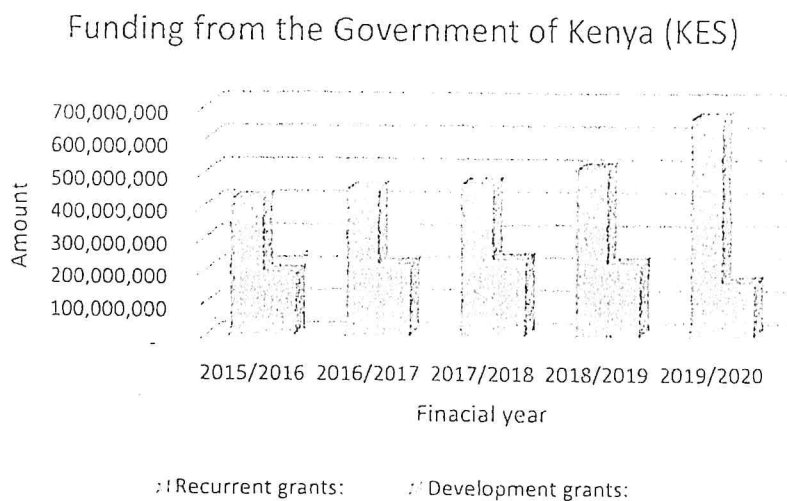 Funding from the Government of Kenya (KES)
700,000,000
600,000,000
500,000,000
400,000,000
300,000,000
200,000,000
100,000,000
-
Amount
2015/2016 2016/2017 2017/2018 2018/2019 2019/2020
Finacial year
Recurrent grants: Development grants: